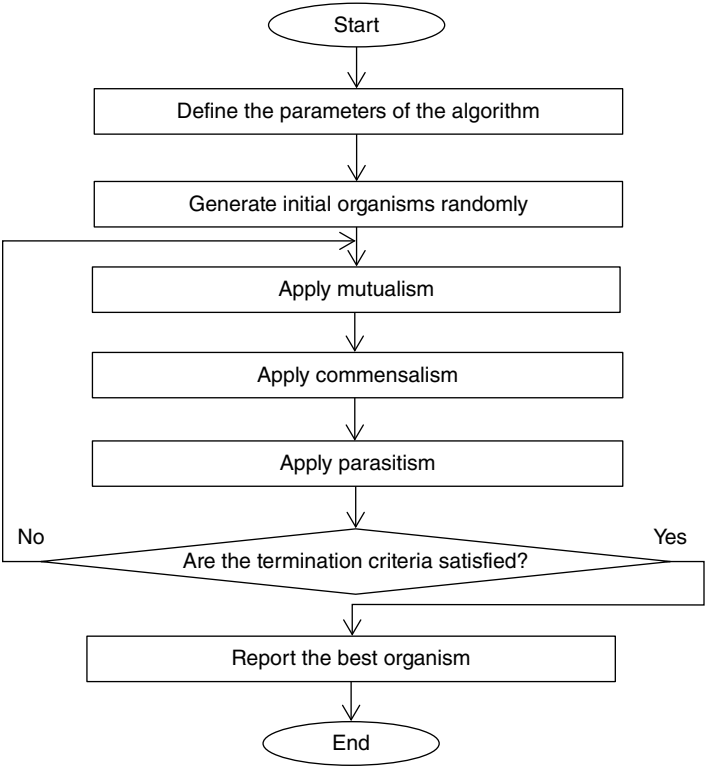 Start
Define the parameters of the algorithm
Generate initial organisms randomly
Apply mutualism
Apply commensalism
Apply parasitism
No
Yes
Are the termination criteria satisfied?
Report the best organism
End